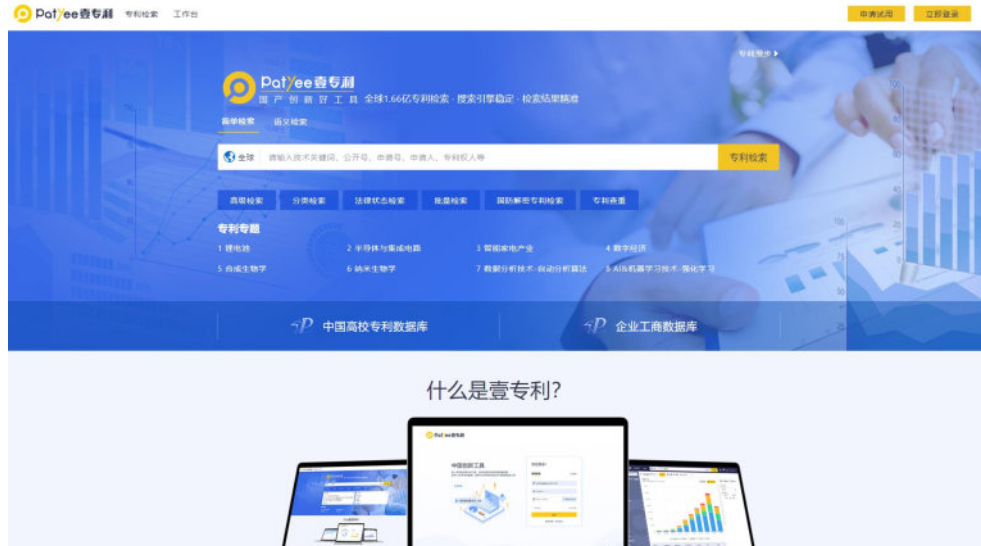 Patyee壹专利 专利检索 工作台 申请试用 立即登录
专利漫步
Patyee壹专利
国产创新好工具 全球1.66亿专利检索 · 搜索引擎稳定 · 检索结果精准
简单检索 语义检索
全球 请输入技术关键词、公开号、申请号、申请人、专利权人等 专利检索
高级检索 分类检索 法律状态检索 批量检索 国防解密专利检索 专利查重
专利专题
1 锂电池 2 半导体与集成电路 3 智能家电产业 4 数字经济
5 合成生物学 6 纳米生物学 7 数据分析技术-自动分析算法 8 AI&机器学习技术-强化学习
中国高校专利数据库 企业工商数据库
什么是壹专利?
Patyee壹专利
中国创新工具